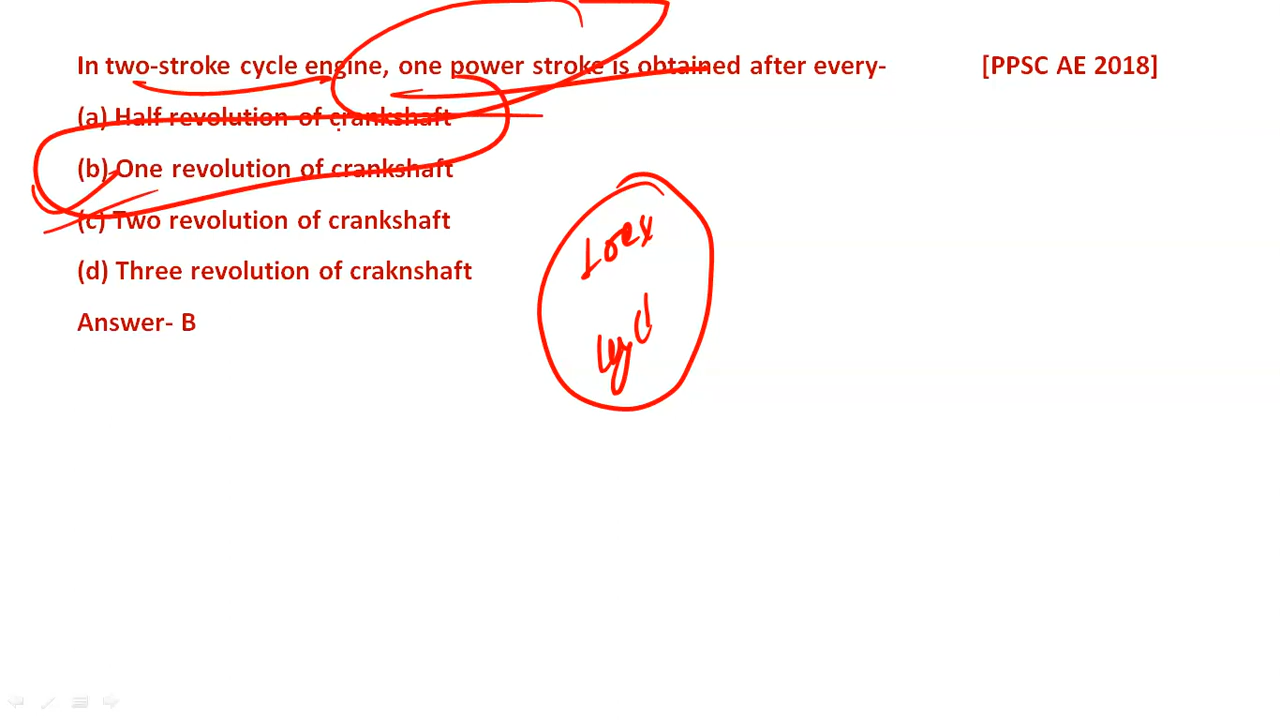 In two-stroke cycle engine, one power stroke is obtained after every- [PPSC AE 2018]
(a) Half revolution of crankshaft
(b) One revolution of crankshaft
(c) Two revolution of crankshaft
(d) Three revolution of craknshaft
Answer- B